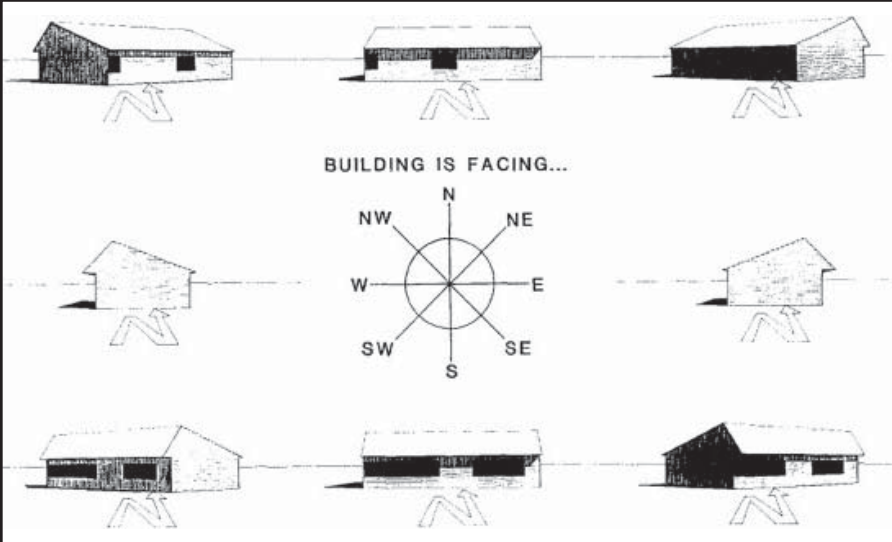 N N N
BUILDING IS FACING...
N
NW NE
W E
N N
SW SE
S
N N N